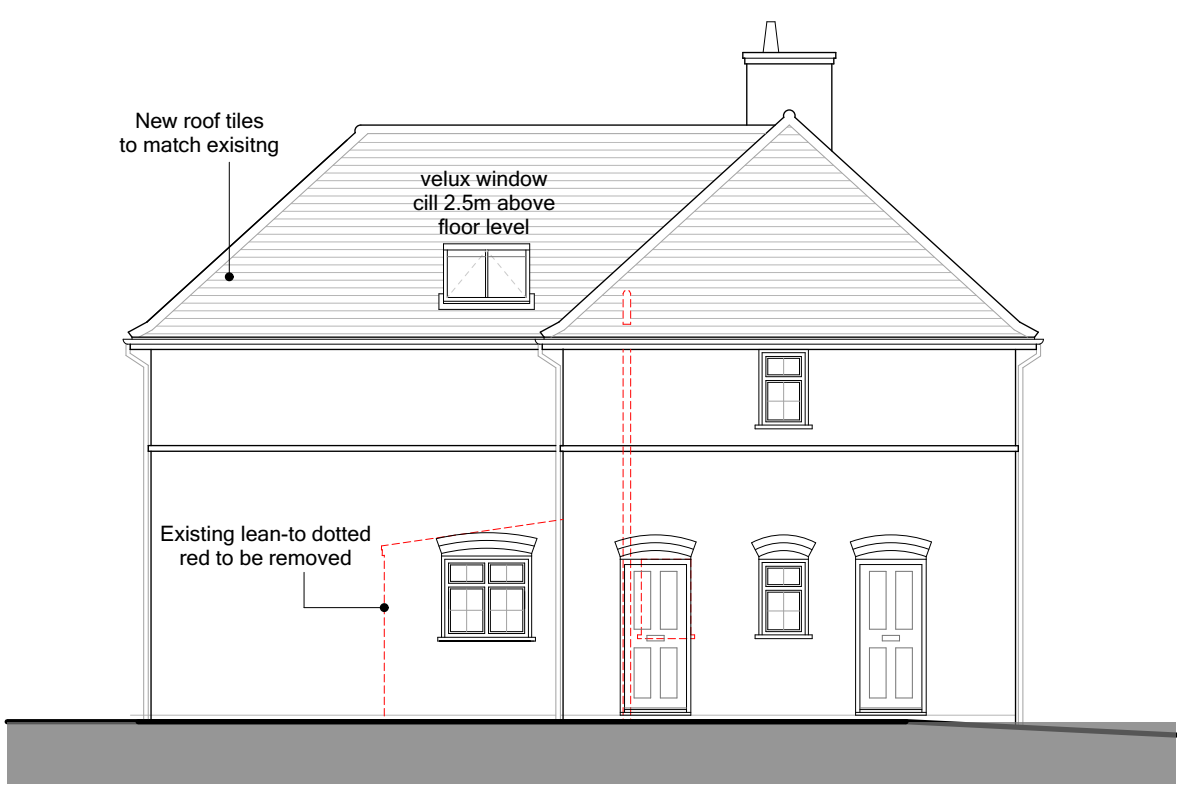 New roof tiles
to match exisitng
velux window
cill 2.5m above
floor level
Existing lean-to dotted
red to be removed